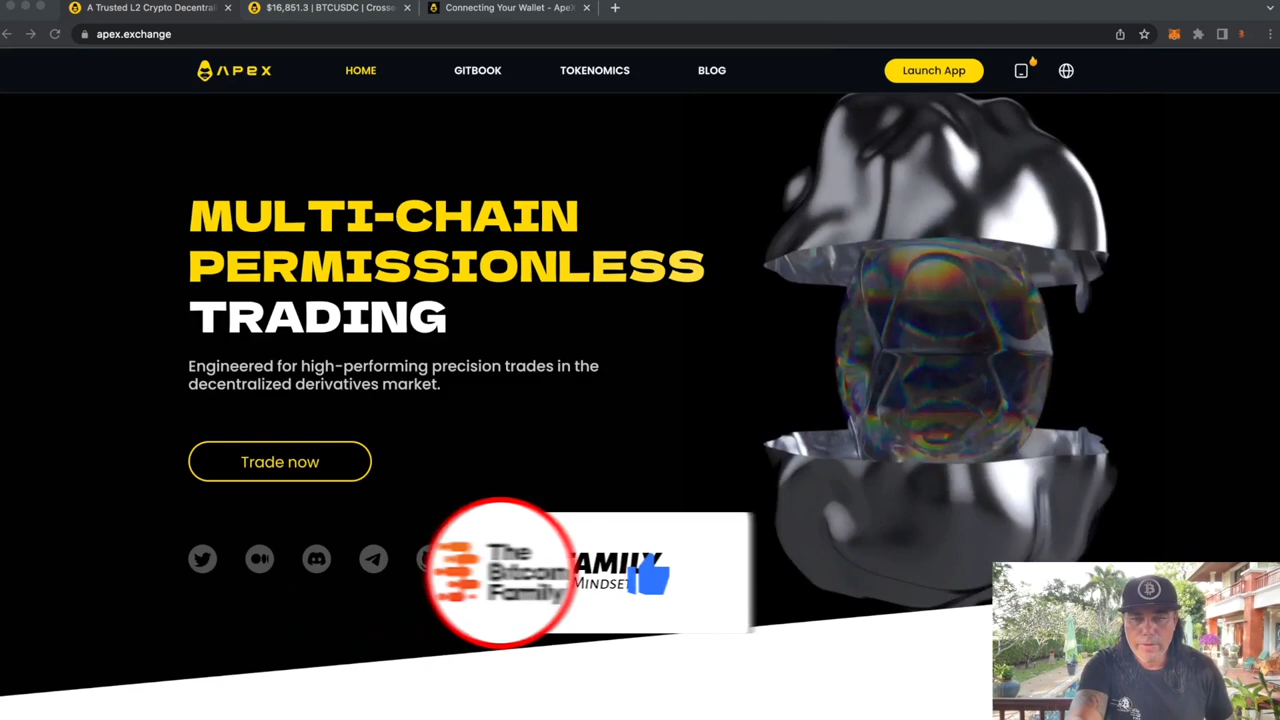 A Trusted L2 Crypto Decentral
$16,851.3 | BTCUSDC | Crosse
Connecting Your Wallet - ApeX
apex.exchange
APEX
HOME
GITBOOK
TOKENOMICS
BLOG
Launch App
MULTI-CHAIN
PERMISSIONLESS
TRADING
Engineered for high-performing precision trades in the
decentralized derivatives market.
Trade now
The
Bitcoin
Family
AMILY
MINDSET